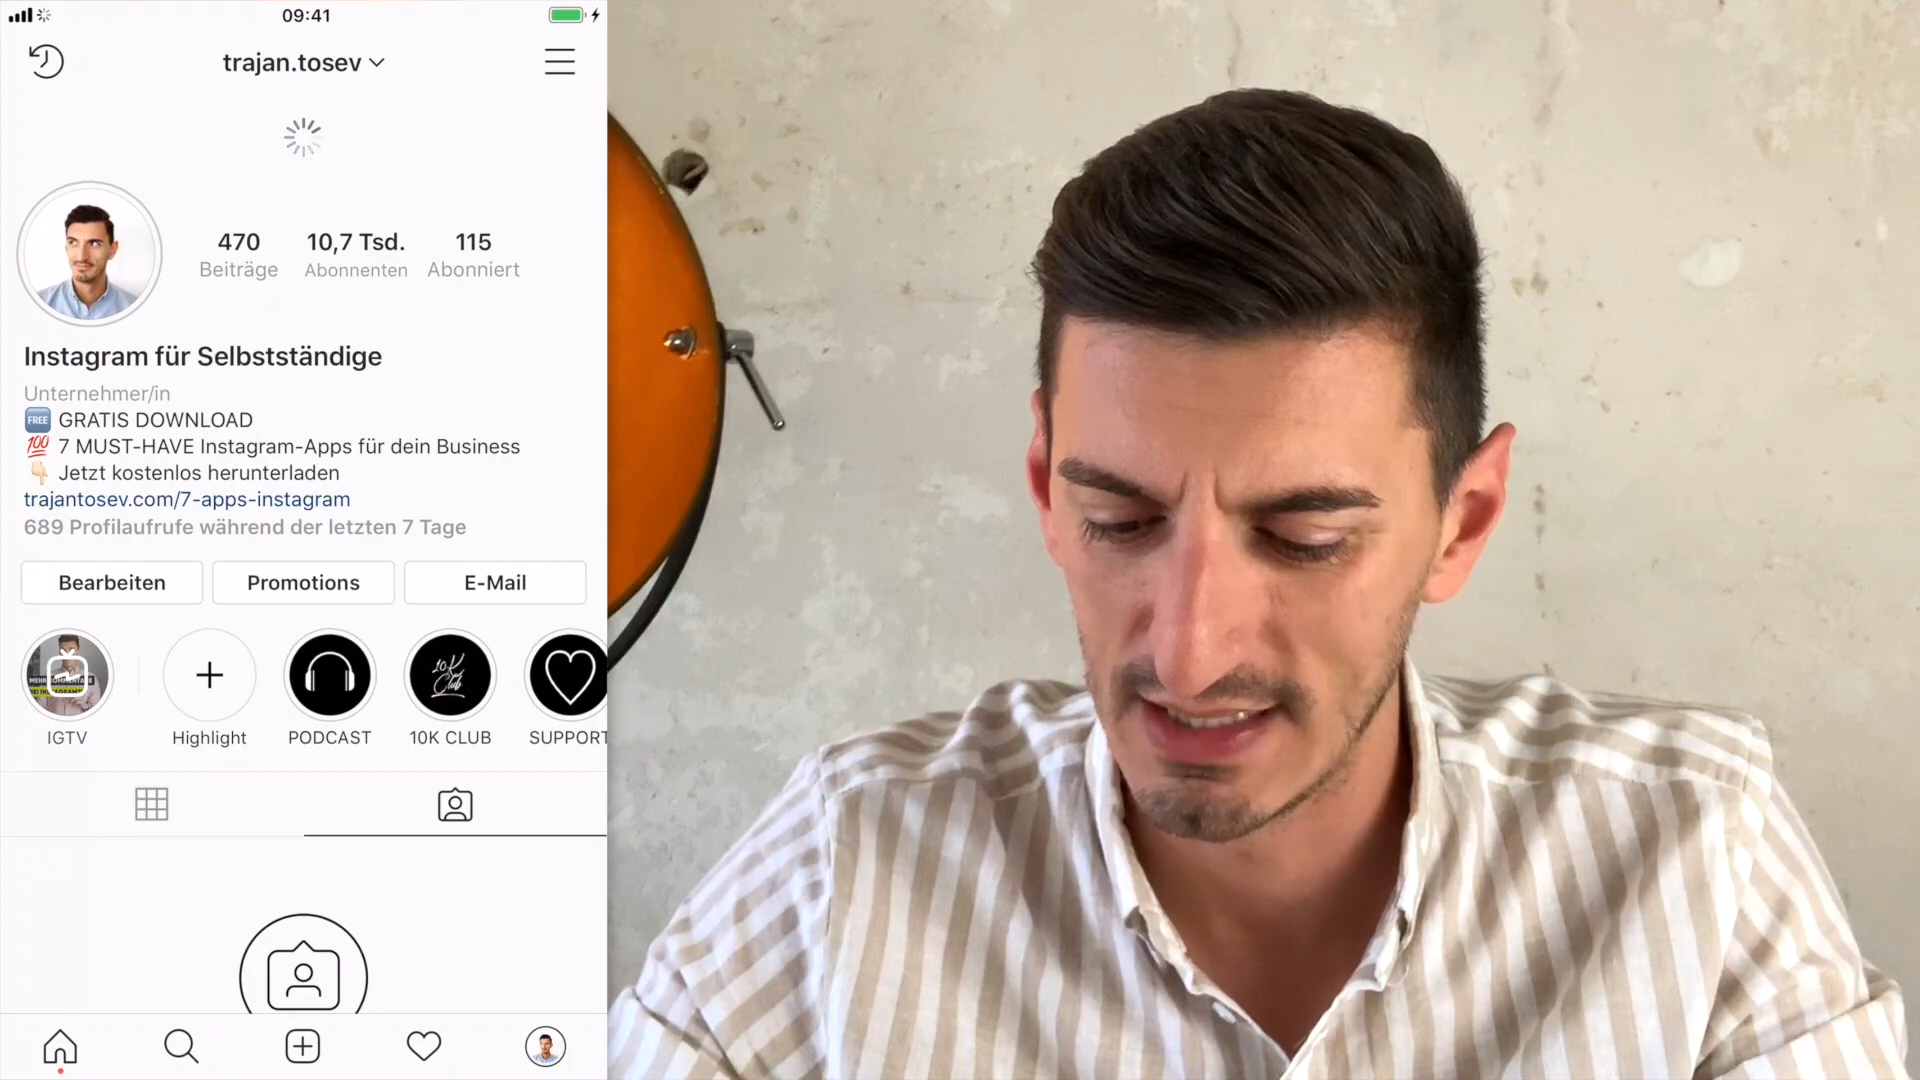 09:41
trajan.tosev
470
10,7 Tsd.
115
Beiträge
Abonnenten
Abonniert
Instagram für Selbstständige
Unternehmer/in
FREE GRATIS DOWNLOAD
100 7 MUST-HAVE Instagram-Apps für dein Business
Jetzt kostenlos herunterladen
trajantosev.com/7-apps-instagram
689 Profilaufrufe während der letzten 7 Tage
Bearbeiten
Promotions
E-Mail
10K
Club
IGTV
Highlight
PODCAST
10K CLUB
SUPPORT